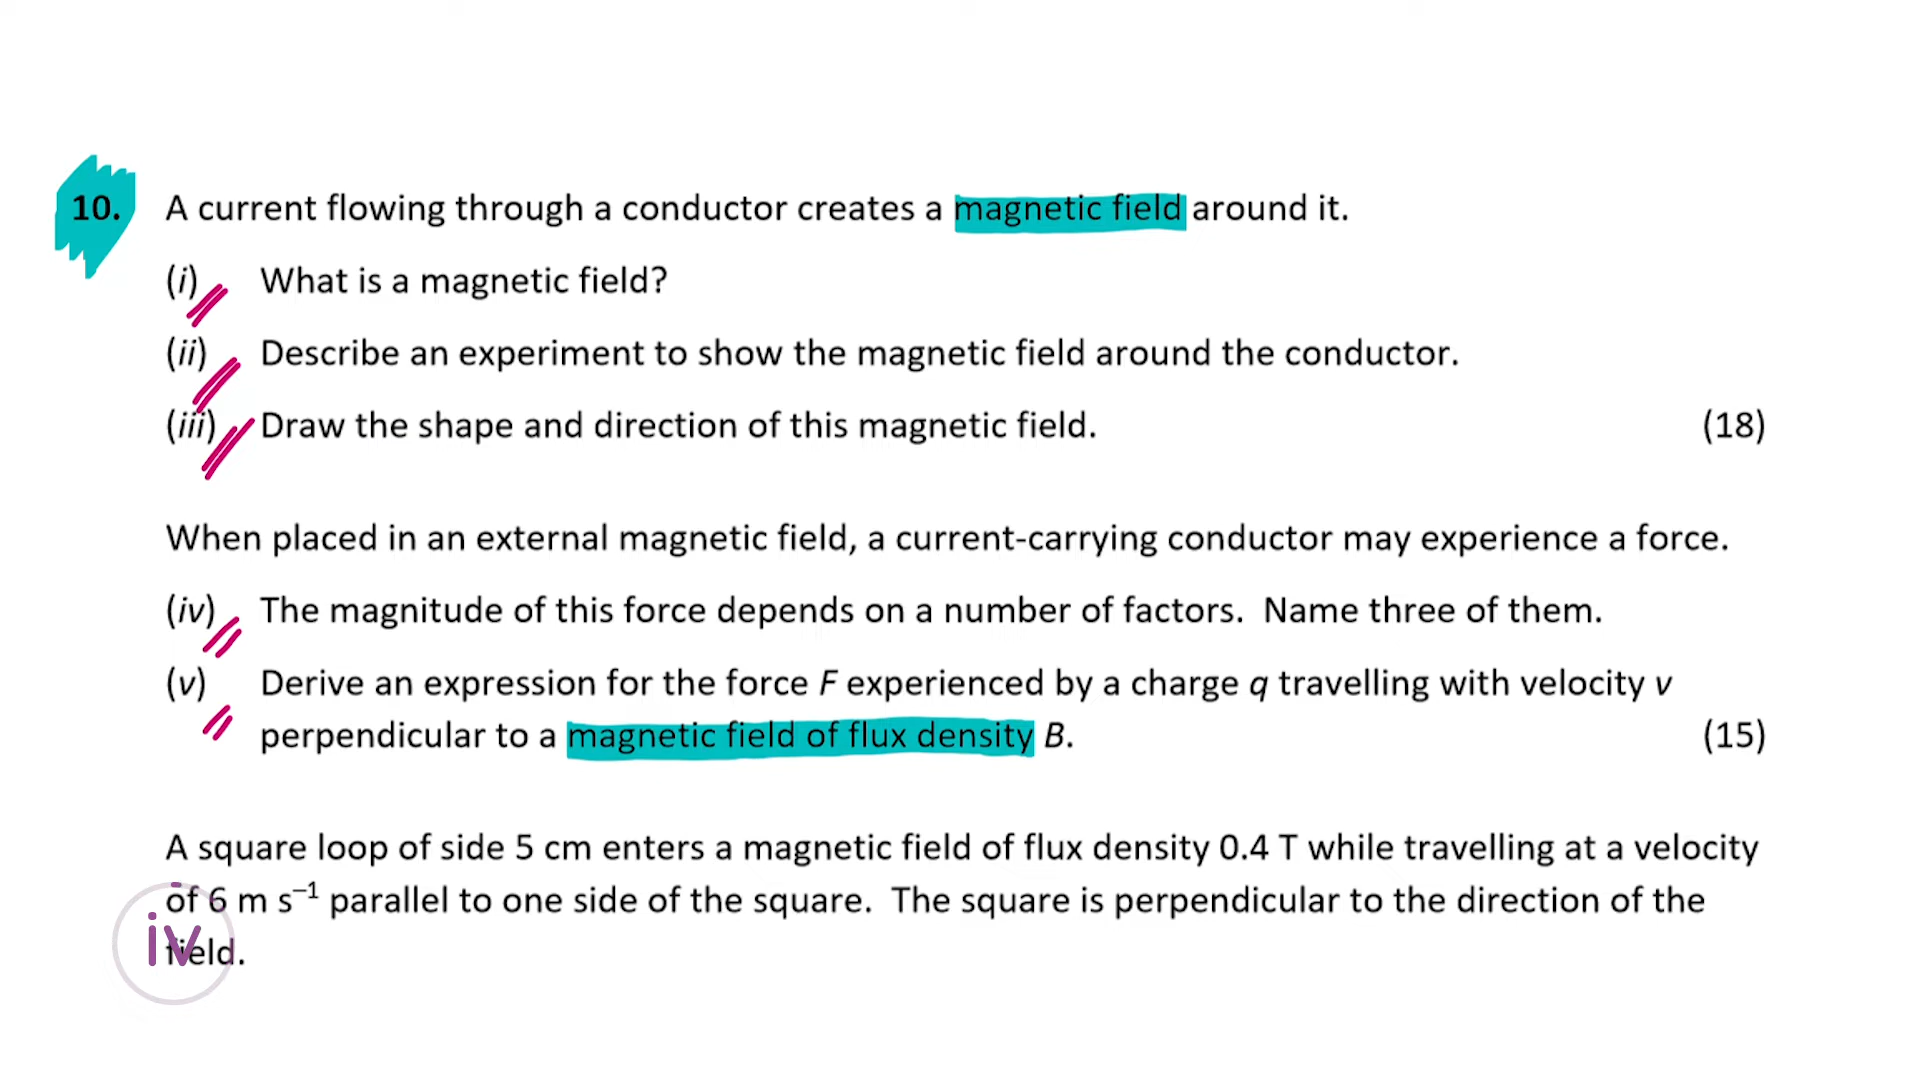 10. A current flowing through a conductor creates a magnetic field around it.
(i) What is a magnetic field?
(ii) Describe an experiment to show the magnetic field around the conductor.
(iii) Draw the shape and direction of this magnetic field. (18)
When placed in an external magnetic field, a current-carrying conductor may experience a force.
(iv) The magnitude of this force depends on a number of factors. Name three of them.
(v) Derive an expression for the force F experienced by a charge q travelling with velocity v
perpendicular to a magnetic field of flux density B. (15)
A square loop of side 5 cm enters a magnetic field of flux density 0.4 T while travelling at a velocity
of 6 m s⁻¹ parallel to one side of the square. The square is perpendicular to the direction of the
field.
iv